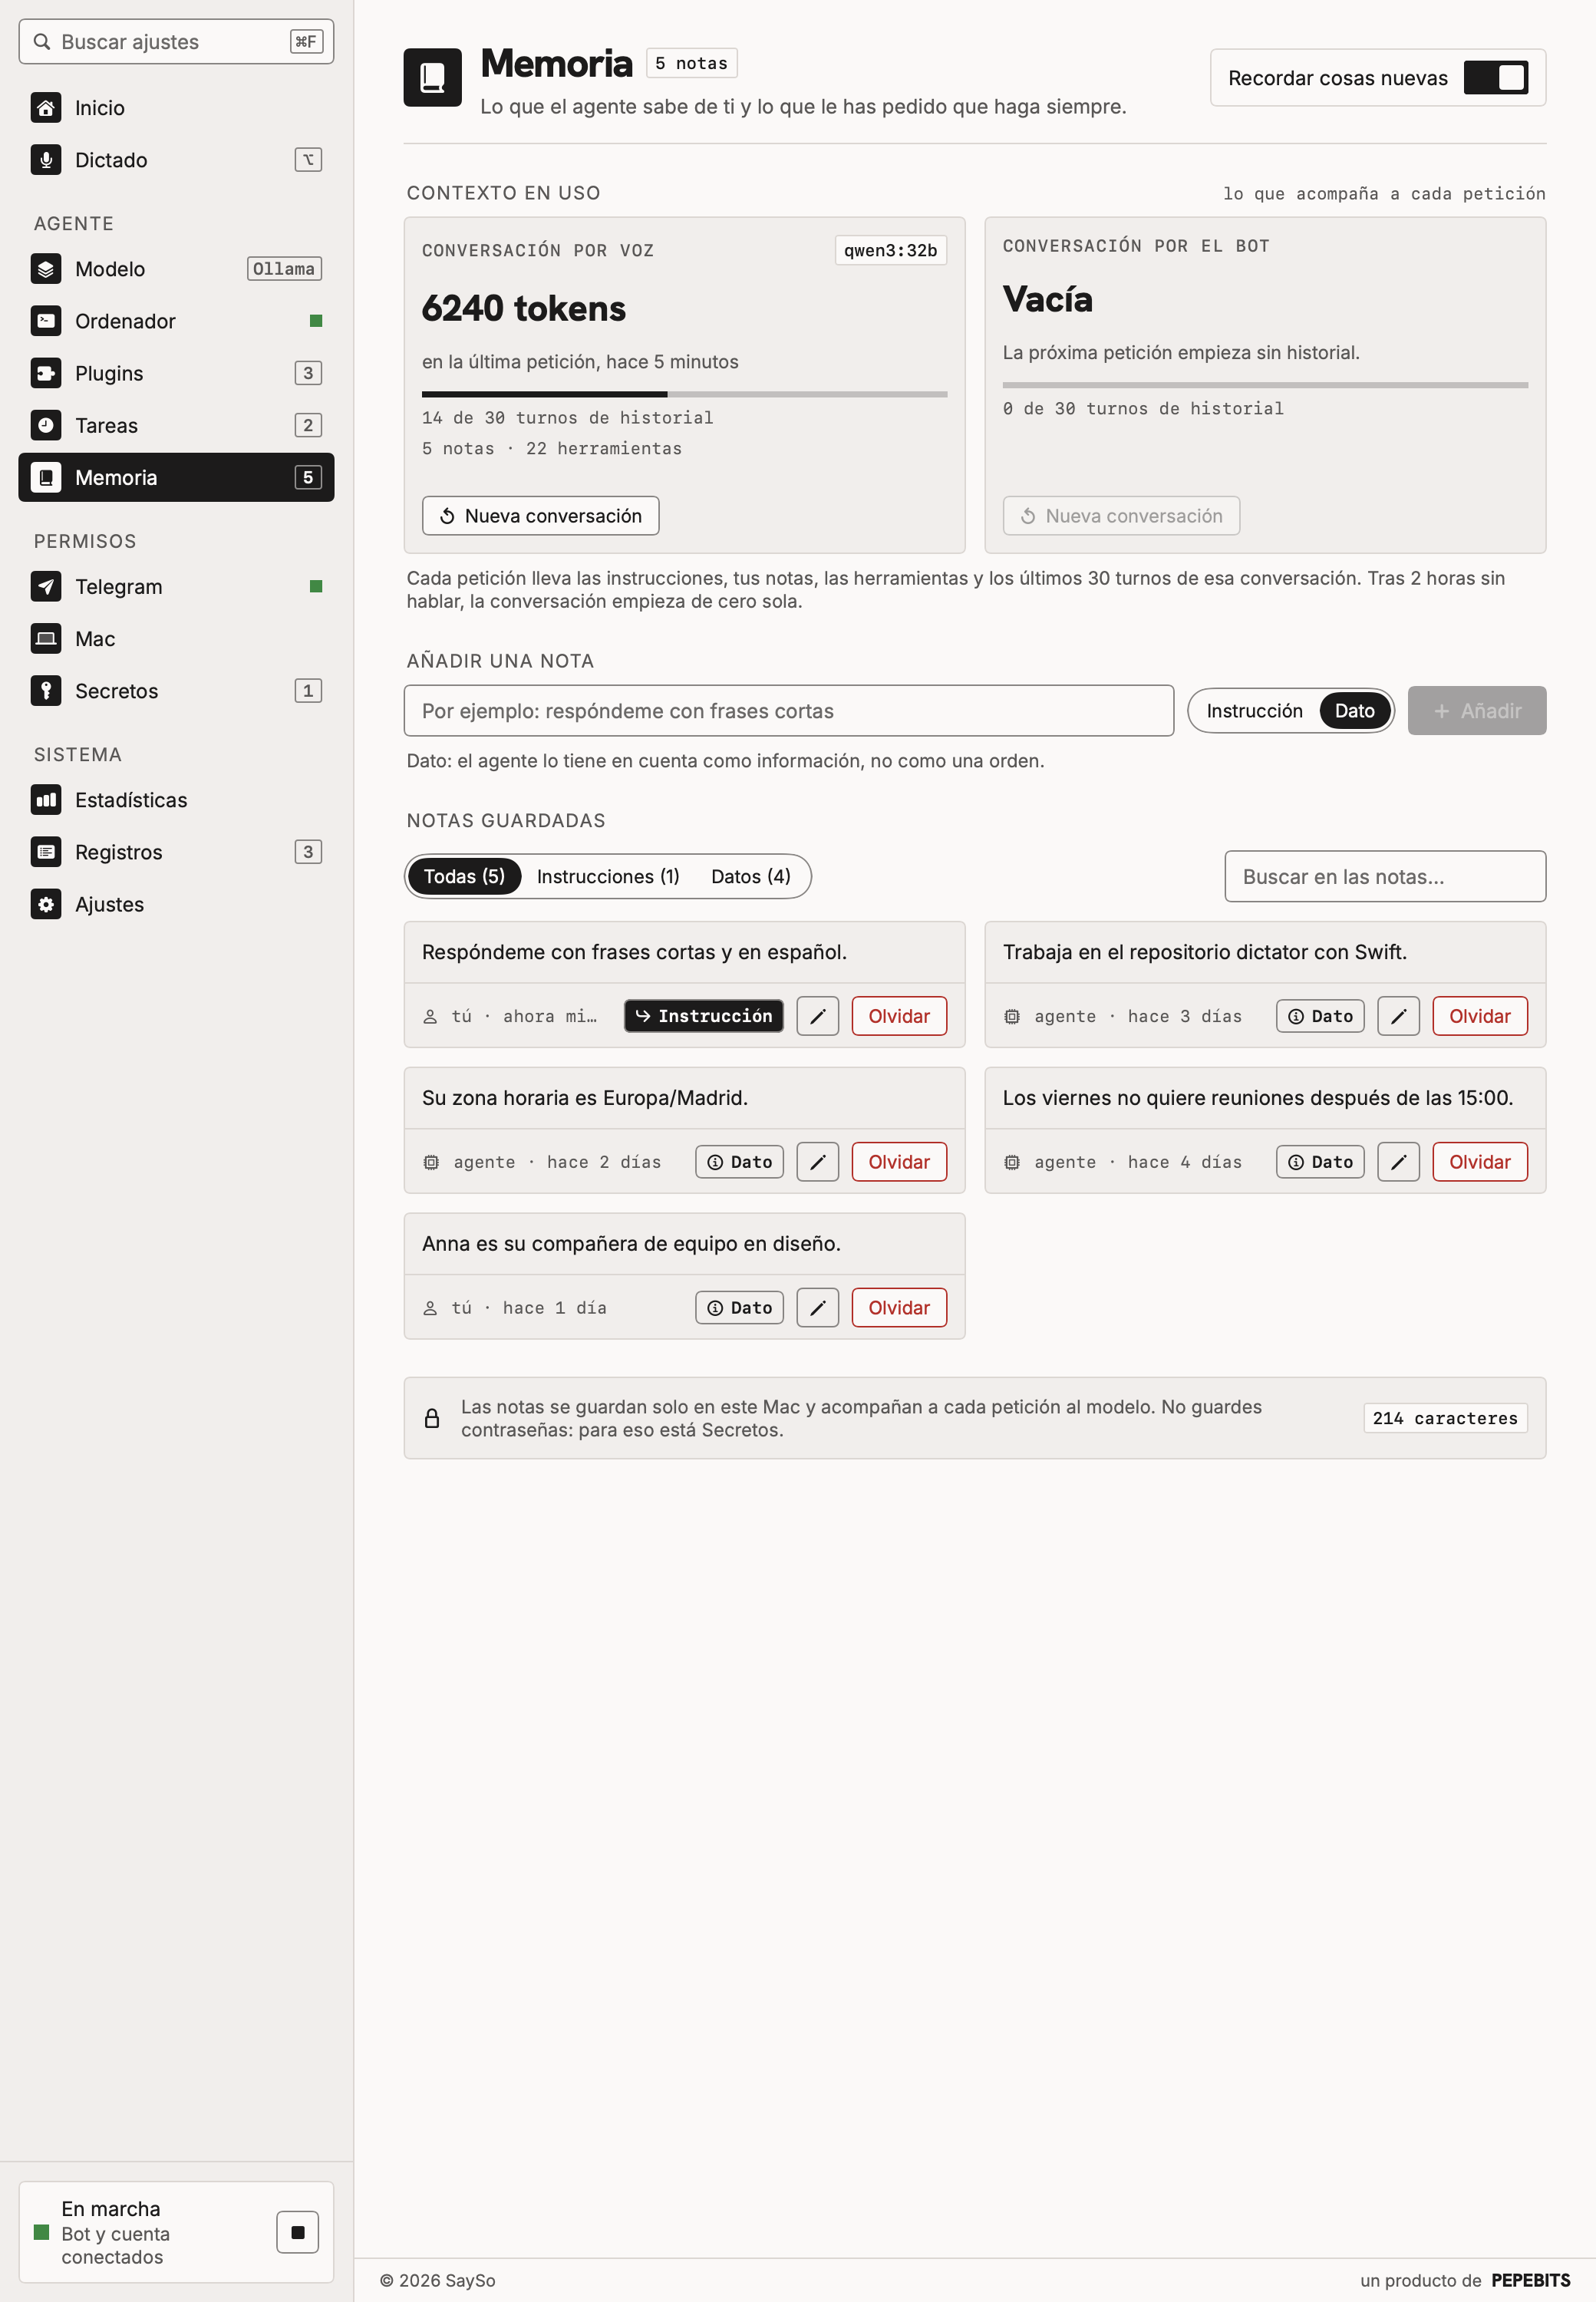 Buscar ajustes ⌘F
Inicio
Dictado ⌥
AGENTE
Modelo Ollama
Ordenador
Plugins 3
Tareas 2
Memoria 5
PERMISOS
Telegram
Mac
Secretos 1
SISTEMA
Estadísticas
Registros 3
Ajustes
En marcha
Bot y cuenta
conectados
Memoria 5 notas
Lo que el agente sabe de ti y lo que le has pedido que haga siempre.
Recordar cosas nuevas
CONTEXTO EN USO
lo que acompaña a cada petición
CONVERSACIÓN POR VOZ qwen3:32b
6240 tokens
en la última petición, hace 5 minutos
14 de 30 turnos de historial
5 notas · 22 herramientas
Nueva conversación
CONVERSACIÓN POR EL BOT
Vacía
La próxima petición empieza sin historial.
0 de 30 turnos de historial
Nueva conversación
Cada petición lleva las instrucciones, tus notas, las herramientas y los últimos 30 turnos de esa conversación. Tras 2 horas sin
hablar, la conversación empieza de cero sola.
AÑADIR UNA NOTA
Por ejemplo: respóndeme con frases cortas
Instrucción Dato
+ Añadir
Dato: el agente lo tiene en cuenta como información, no como una orden.
NOTAS GUARDADAS
Todas (5) Instrucciones (1) Datos (4)
Buscar en las notas...
Respóndeme con frases cortas y en español.
tú · ahora mi… Instrucción Olvidar
Trabaja en el repositorio dictator con Swift.
agente · hace 3 días Dato Olvidar
Su zona horaria es Europa/Madrid.
agente · hace 2 días Dato Olvidar
Los viernes no quiere reuniones después de las 15:00.
agente · hace 4 días Dato Olvidar
Anna es su compañera de equipo en diseño.
tú · hace 1 día Dato Olvidar
Las notas se guardan solo en este Mac y acompañan a cada petición al modelo. No guardes
contraseñas: para eso está Secretos.
214 caracteres
© 2026 SaySo
un producto de PEPEBITS